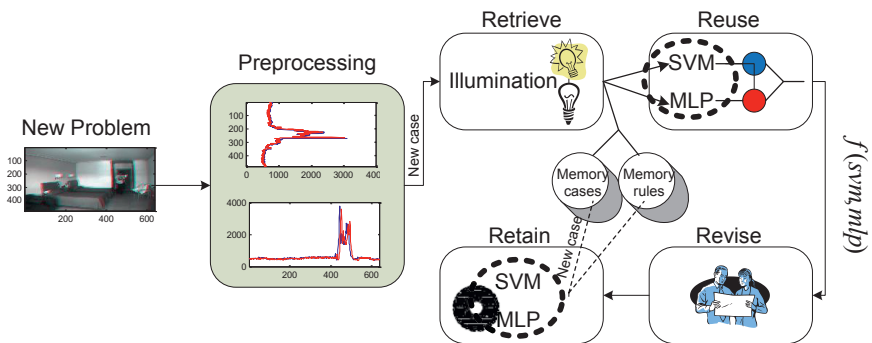 New Problem
100
200
300
400
200 400 600
Preprocessing
100
200
300
400
0 1000 2000 3000 400
4000
2000
0
200 400 600
New case
Retrieve
Illumination
Reuse
SVM
MLP
f (svm,mlp)
Memory
cases
Memory
rules
Revise
Retain
New case
SVM
MLP